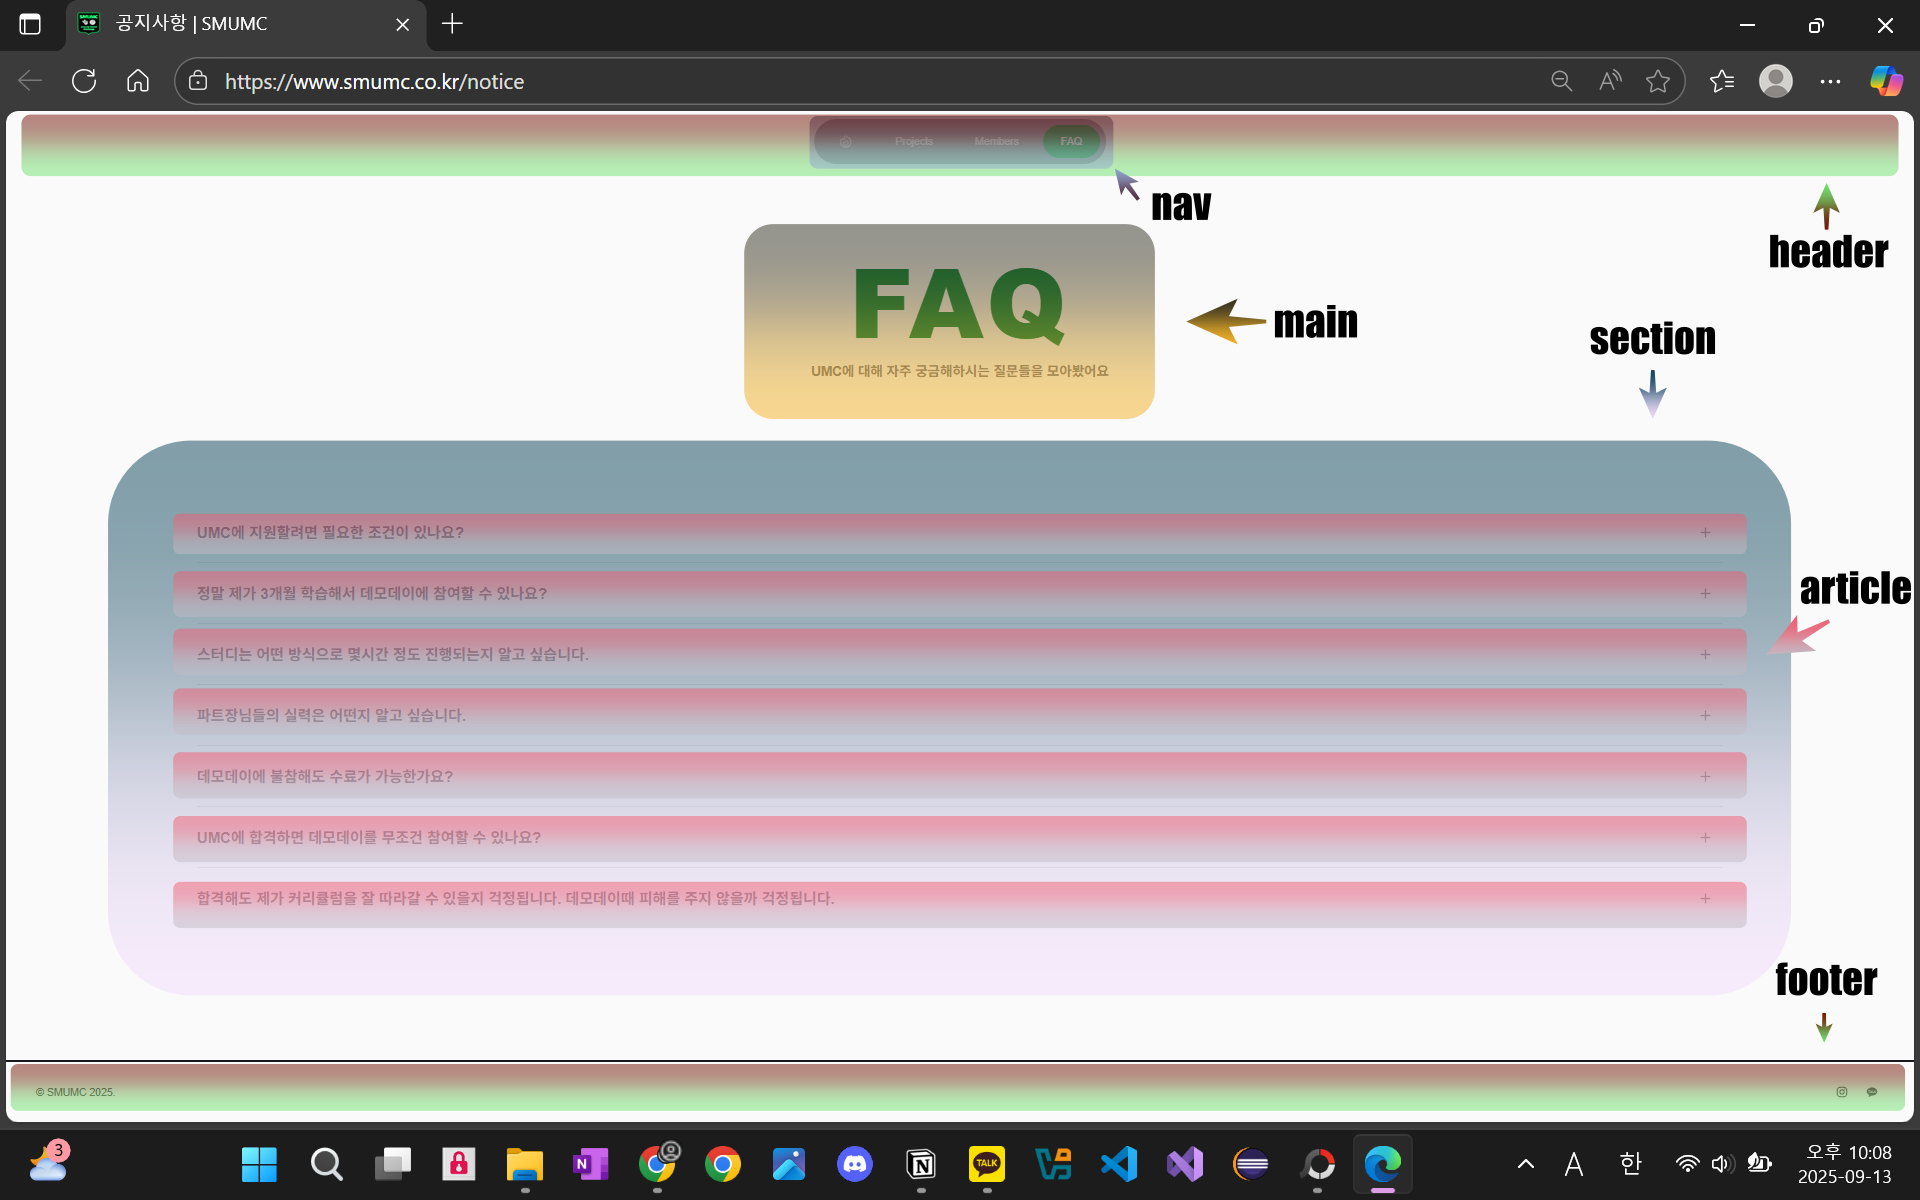 공지사항 | SMUMC
https://www.smumc.co.kr/notice
Projects Members FAQ
nav
header
FAQ
UMC에 대해 자주 궁금해하시는 질문들을 모아봤어요
main
section
UMC에 지원할려면 필요한 조건이 있나요?
정말 제가 3개월 학습해서 데모데이에 참여할 수 있나요?
article
스터디는 어떤 방식으로 몇시간 정도 진행되는지 알고 싶습니다.
파트장님들의 실력은 어떤지 알고 싶습니다.
데모데이에 불참해도 수료가 가능한가요?
UMC에 합격하면 데모데이를 무조건 참여할 수 있나요?
합격해도 제가 커리큘럼을 잘 따라갈 수 있을지 걱정됩니다. 데모데이때 피해를 주지 않을까 걱정됩니다.
footer
© SMUMC 2025.
3
TALK
A 한
오후 10:08
2025-09-13